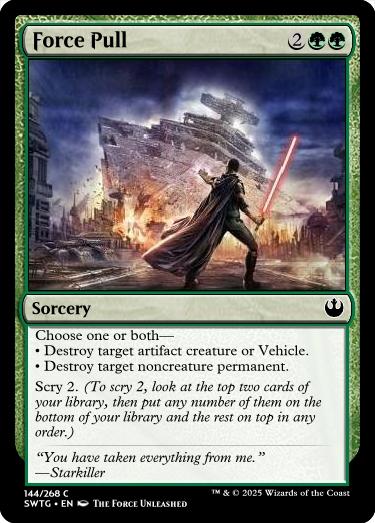 Force Pull 2
Sorcery
Choose one or both—
• Destroy target artifact creature or Vehicle.
• Destroy target noncreature permanent.
Scry 2. (To scry 2, look at the top two cards of
your library, then put any number of them on the
bottom of your library and the rest on top in any
order.)
"You have taken everything from me."
—Starkiller
144/268 C
SWTG • EN The Force Unleashed
™ & © 2025 Wizards of the Coast